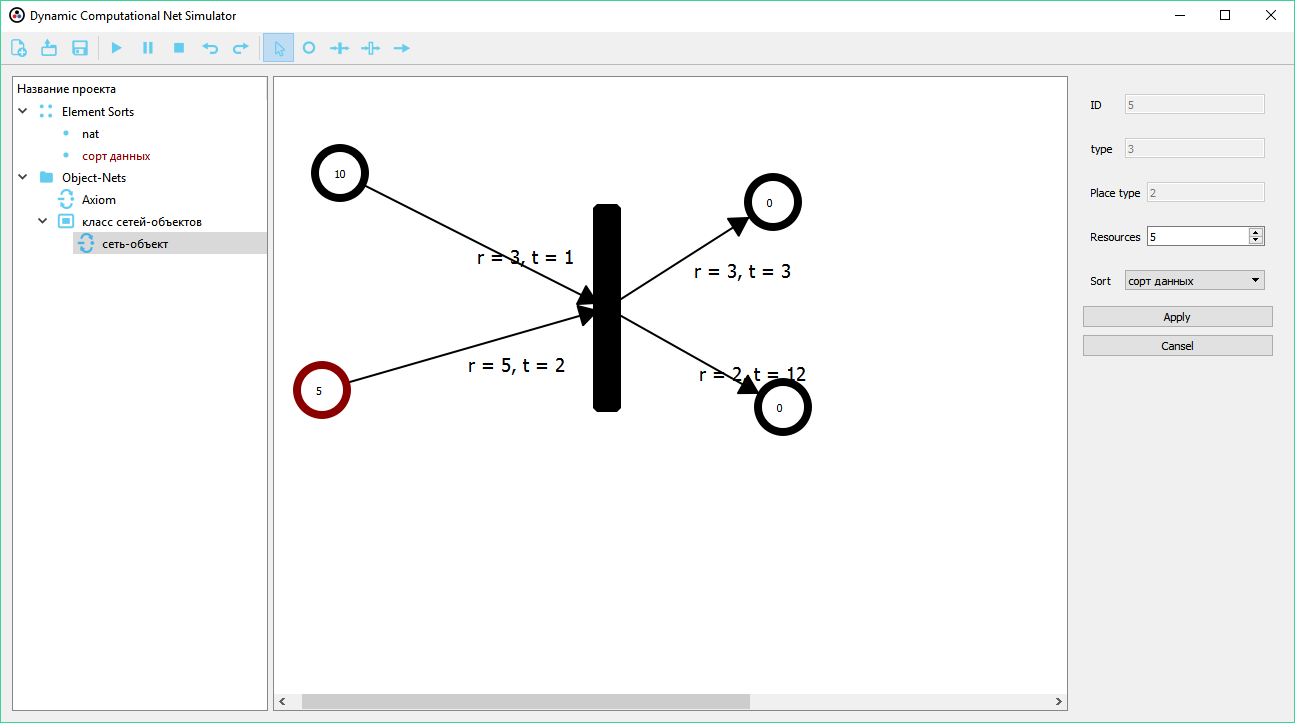 Dynamic Computational Net Simulator
Название проекта
Element Sorts
nat
сорт данных
Object-Nets
Axiom
класс сетей-объектов
сеть-объект
10
0
r = 3, t = 1
r = 3, t = 3
r = 5, t = 2
r = 2, t = 12
5
0
ID 5
type 3
Place type 2
Resources 5
Sort сорт данных
Apply
Cansel